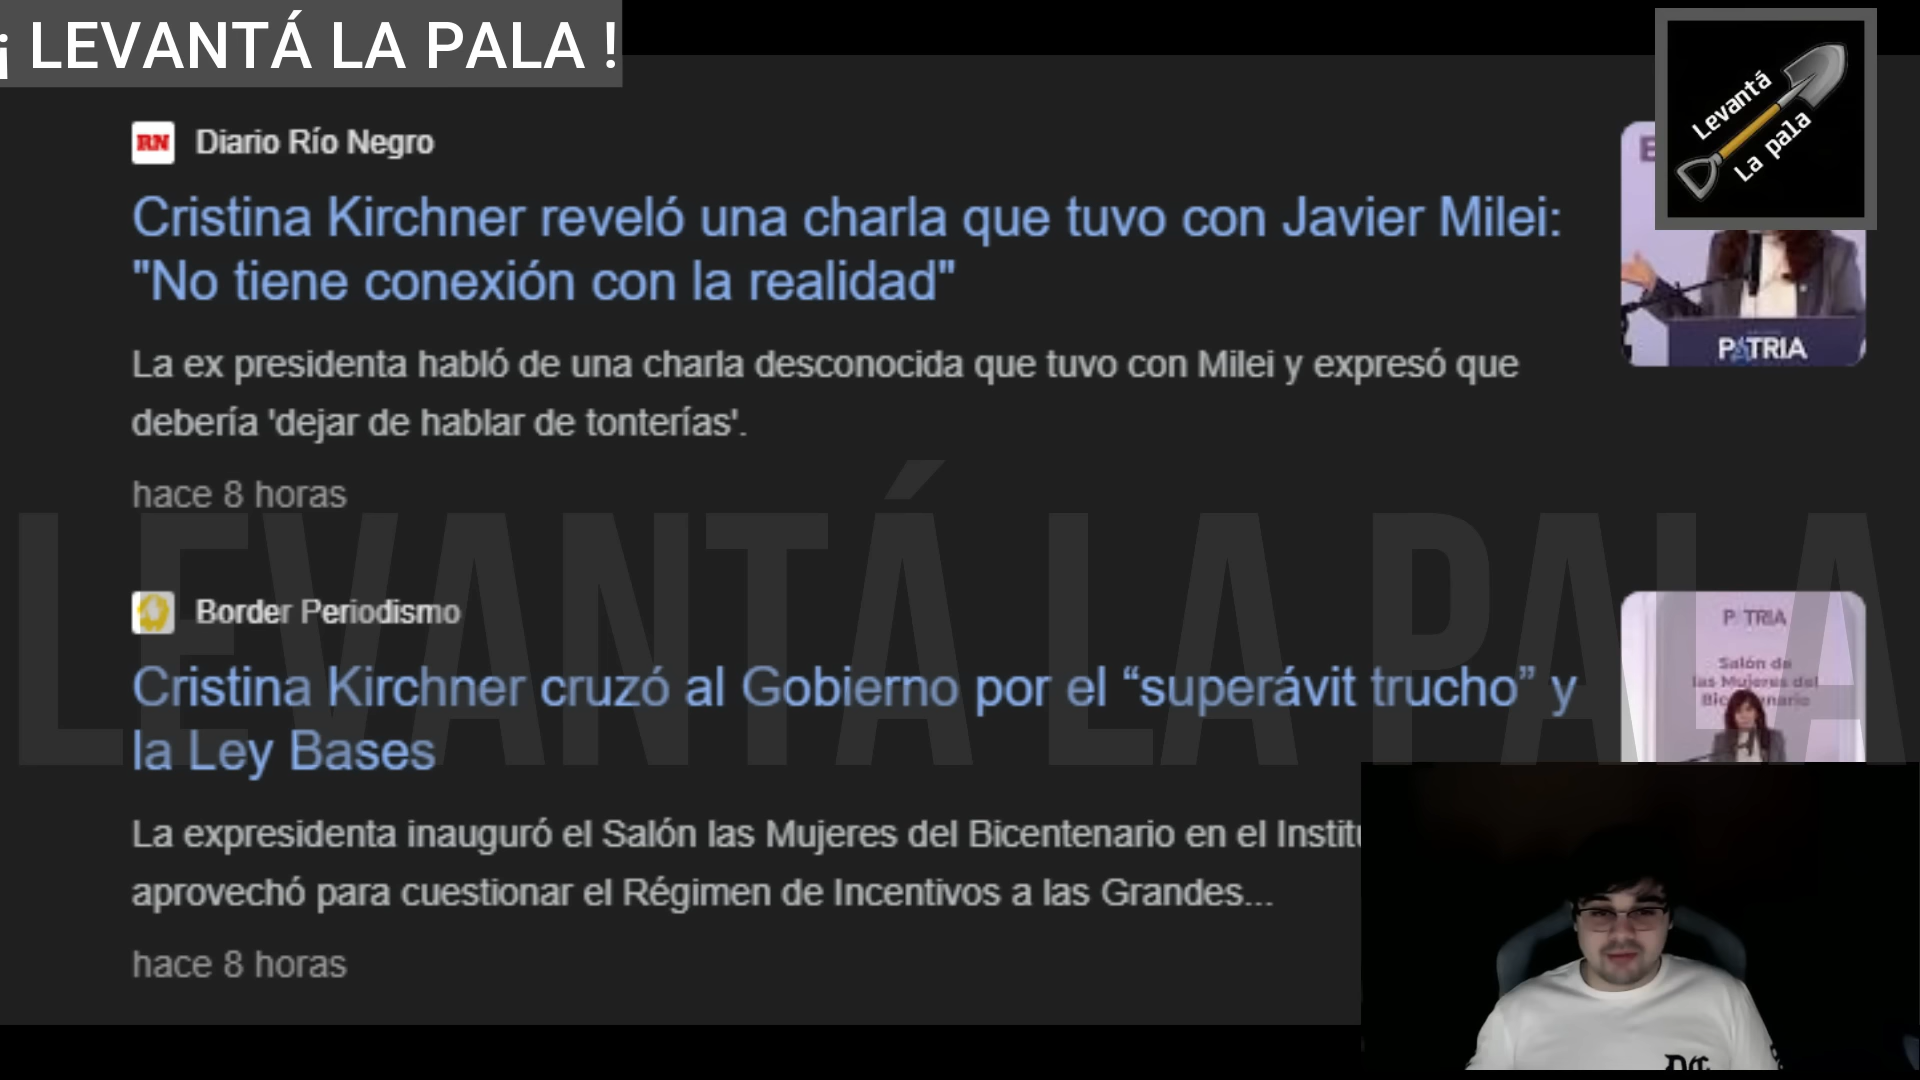 ¡ LEVANTÁ LA PALA !
Levantá
La pala
Diario Río Negro
RN
Cristina Kirchner reveló una charla que tuvo con Javier Milei:
"No tiene conexión con la realidad"
La ex presidenta habló de una charla desconocida que tuvo con Milei y expresó que
debería 'dejar de hablar de tonterías'.
hace 8 horas
PATRIA
LEVANTÁ LA PALA
Border Periodismo
Cristina Kirchner cruzó al Gobierno por el “superávit trucho” y
la Ley Bases
La expresidenta inauguró el Salón las Mujeres del Bicentenario en el
aprovechó para cuestionar el Régimen de Incentivos a las Grandes...
hace 8 horas
PATRIA
Salón de
las Mujeres del